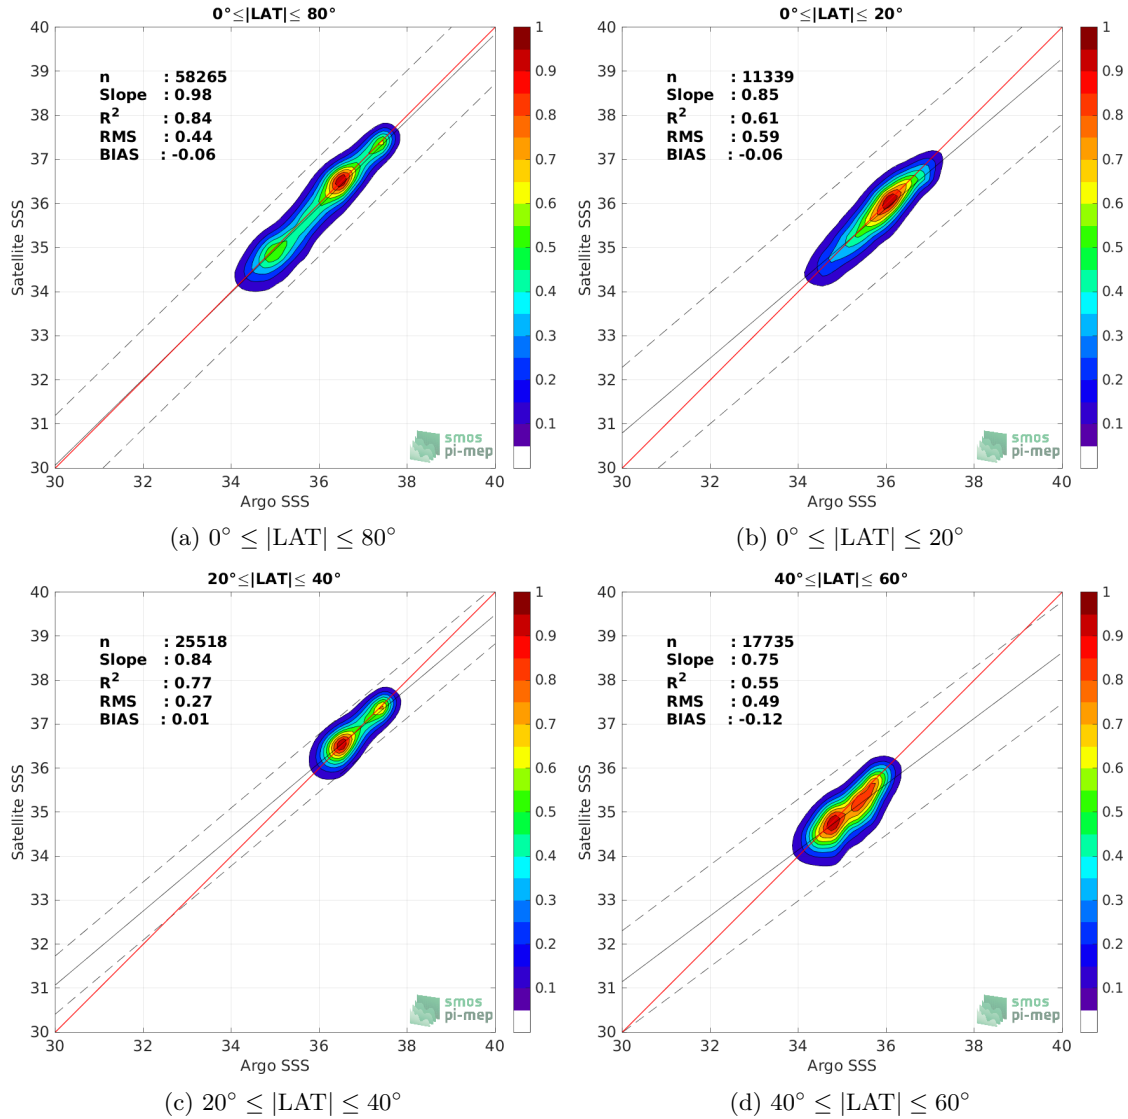 0°≤|LAT|≤ 80°
n : 58265
Slope : 0.98
R² : 0.84
RMS : 0.44
BIAS : -0.06
40
39
38
37
36
35
34
33
32
31
30
30 32 34 36 38 40
Satellite SSS
Argo SSS
1
0.9
0.8
0.7
0.6
0.5
0.4
0.3
0.2
0.1
smos
pi-mep
(a) 0° ≤ |LAT| ≤ 80°
0°≤|LAT|≤ 20°
n : 11339
Slope : 0.85
R² : 0.61
RMS : 0.59
BIAS : -0.06
40
39
38
37
36
35
34
33
32
31
30
30 32 34 36 38 40
Satellite SSS
Argo SSS
1
0.9
0.8
0.7
0.6
0.5
0.4
0.3
0.2
0.1
smos
pi-mep
(b) 0° ≤ |LAT| ≤ 20°
20°≤|LAT|≤ 40°
n : 25518
Slope : 0.84
R² : 0.77
RMS : 0.27
BIAS : 0.01
40
39
38
37
36
35
34
33
32
31
30
30 32 34 36 38 40
Satellite SSS
Argo SSS
1
0.9
0.8
0.7
0.6
0.5
0.4
0.3
0.2
0.1
smos
pi-mep
(c) 20° ≤ |LAT| ≤ 40°
40°≤|LAT|≤ 60°
n : 17735
Slope : 0.75
R² : 0.55
RMS : 0.49
BIAS : -0.12
40
39
38
37
36
35
34
33
32
31
30
30 32 34 36 38 40
Satellite SSS
Argo SSS
1
0.9
0.8
0.7
0.6
0.5
0.4
0.3
0.2
0.1
smos
pi-mep
(d) 40° ≤ |LAT| ≤ 60°